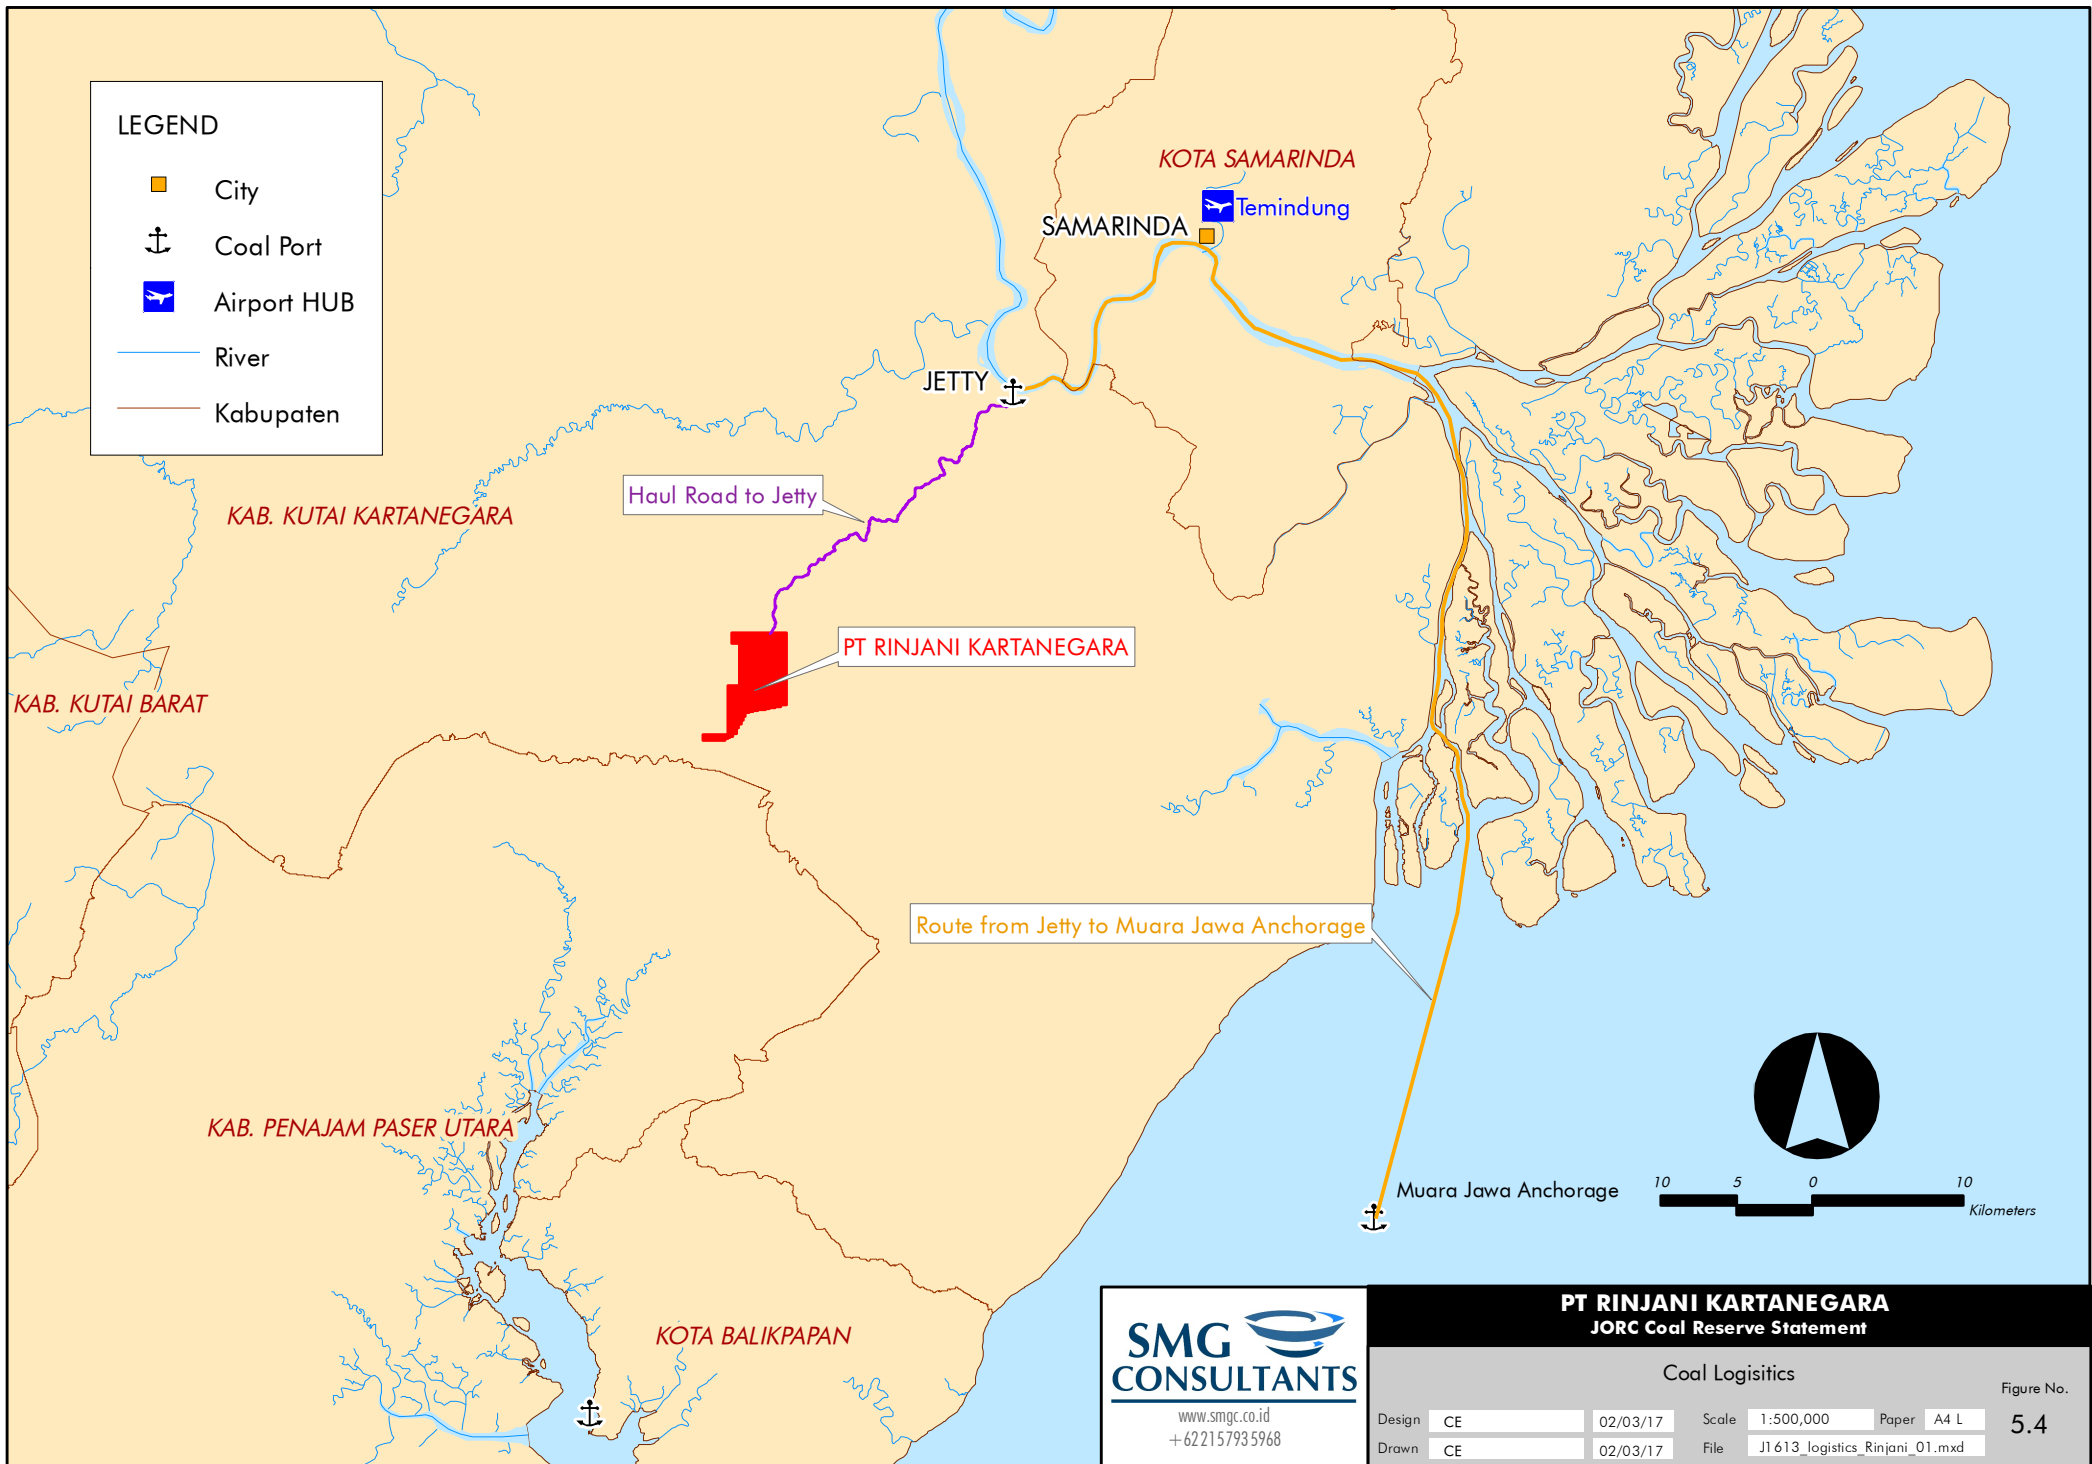 LEGEND
City
Coal Port
Airport HUB
River
Kabupaten
KOTA SAMARINDA
Temindung
SAMARINDA
JETTY
Haul Road to Jetty
KAB. KUTAI KARTANEGARA
PT RINJANI KARTANEGARA
KAB. KUTAI BARAT
Route from Jetty to Muara Jawa Anchorage
KAB. PENAJAM PASER UTARA
Muara Jawa Anchorage
10 5 0 10
Kilometers
KOTA BALIKPAPAN
SMG
CONSULTANTS
www.smgc.co.id
+622157935968
PT RINJANI KARTANEGARA
JORC Coal Reserve Statement
Coal Logisitics
Figure No.
5.4
Design CE 02/03/17 Scale 1:500,000 Paper A4 L
Drawn CE 02/03/17 File J1613_logistics_Rinjani_01.mxd